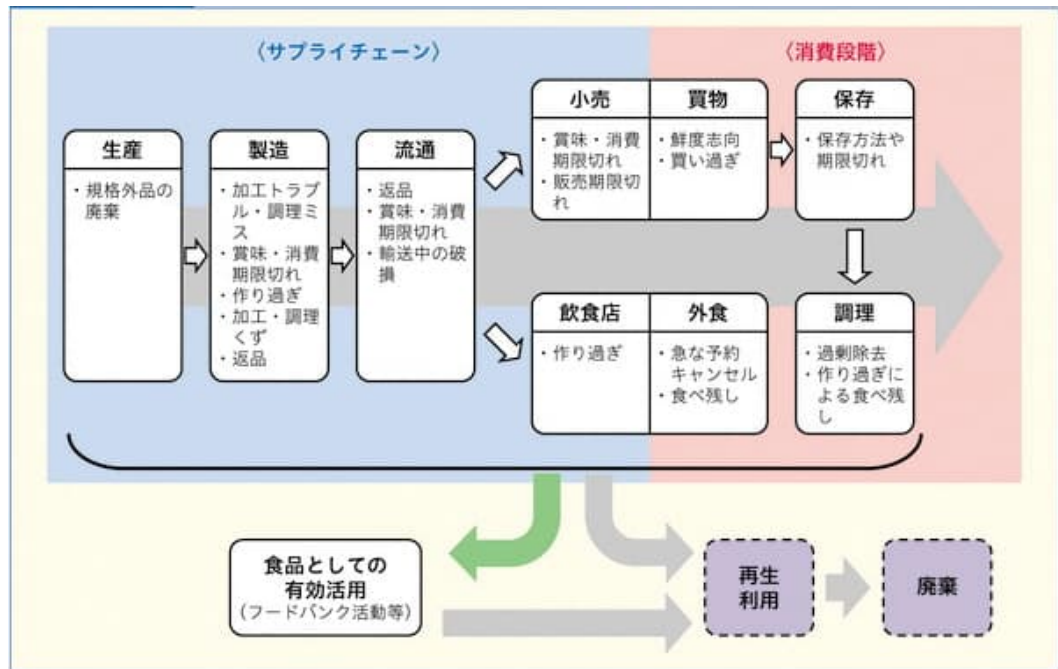 〈サプライチェーン〉
〈消費段階〉
生産
・規格外品の
廃棄
製造
・加工トラブ
ル・調理ミ
ス
・賞味・消費
期限切れ
・作り過ぎ
・加工・調理
くず
・返品
流通
・返品
・賞味・消費
期限切れ
・輸送中の破
損
小売
・賞味・消費
期限切れ
・販売期限切
れ
買物
・鮮度志向
・買い過ぎ
保存
・保存方法や
期限切れ
飲食店
・作り過ぎ
外食
・急な予約
キャンセル
・食べ残し
調理
・過剰除去
・作り過ぎに
よる食べ残
し
食品としての
有効活用
(フードバンク活動等)
再生
利用
廃棄